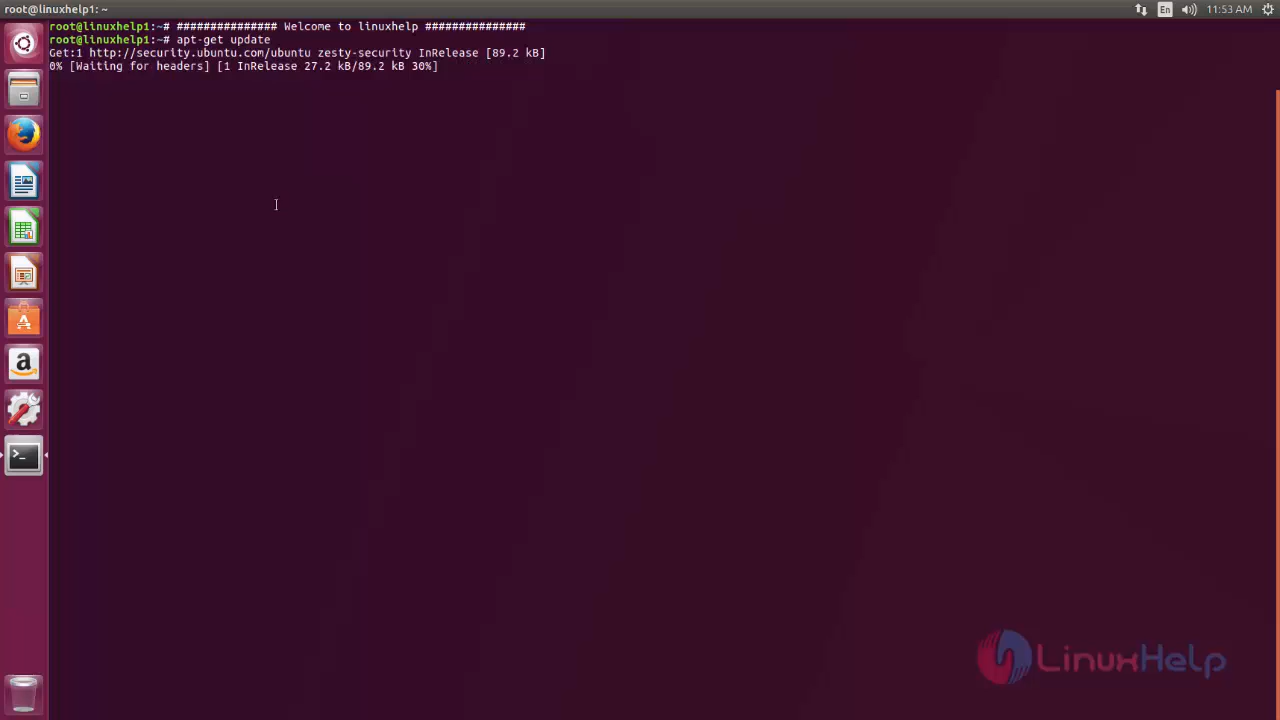 root@linuxhelp1: ~
En
11:53 AM
root@linuxhelp1:~# ############### Welcome to linuxhelp ###############
root@linuxhelp1:~# apt-get update
Get:1 http://security.ubuntu.com/ubuntu zesty-security InRelease [89.2 kB]
0% [Waiting for headers] [1 InRelease 27.2 kB/89.2 kB 30%]
LinuxHelp